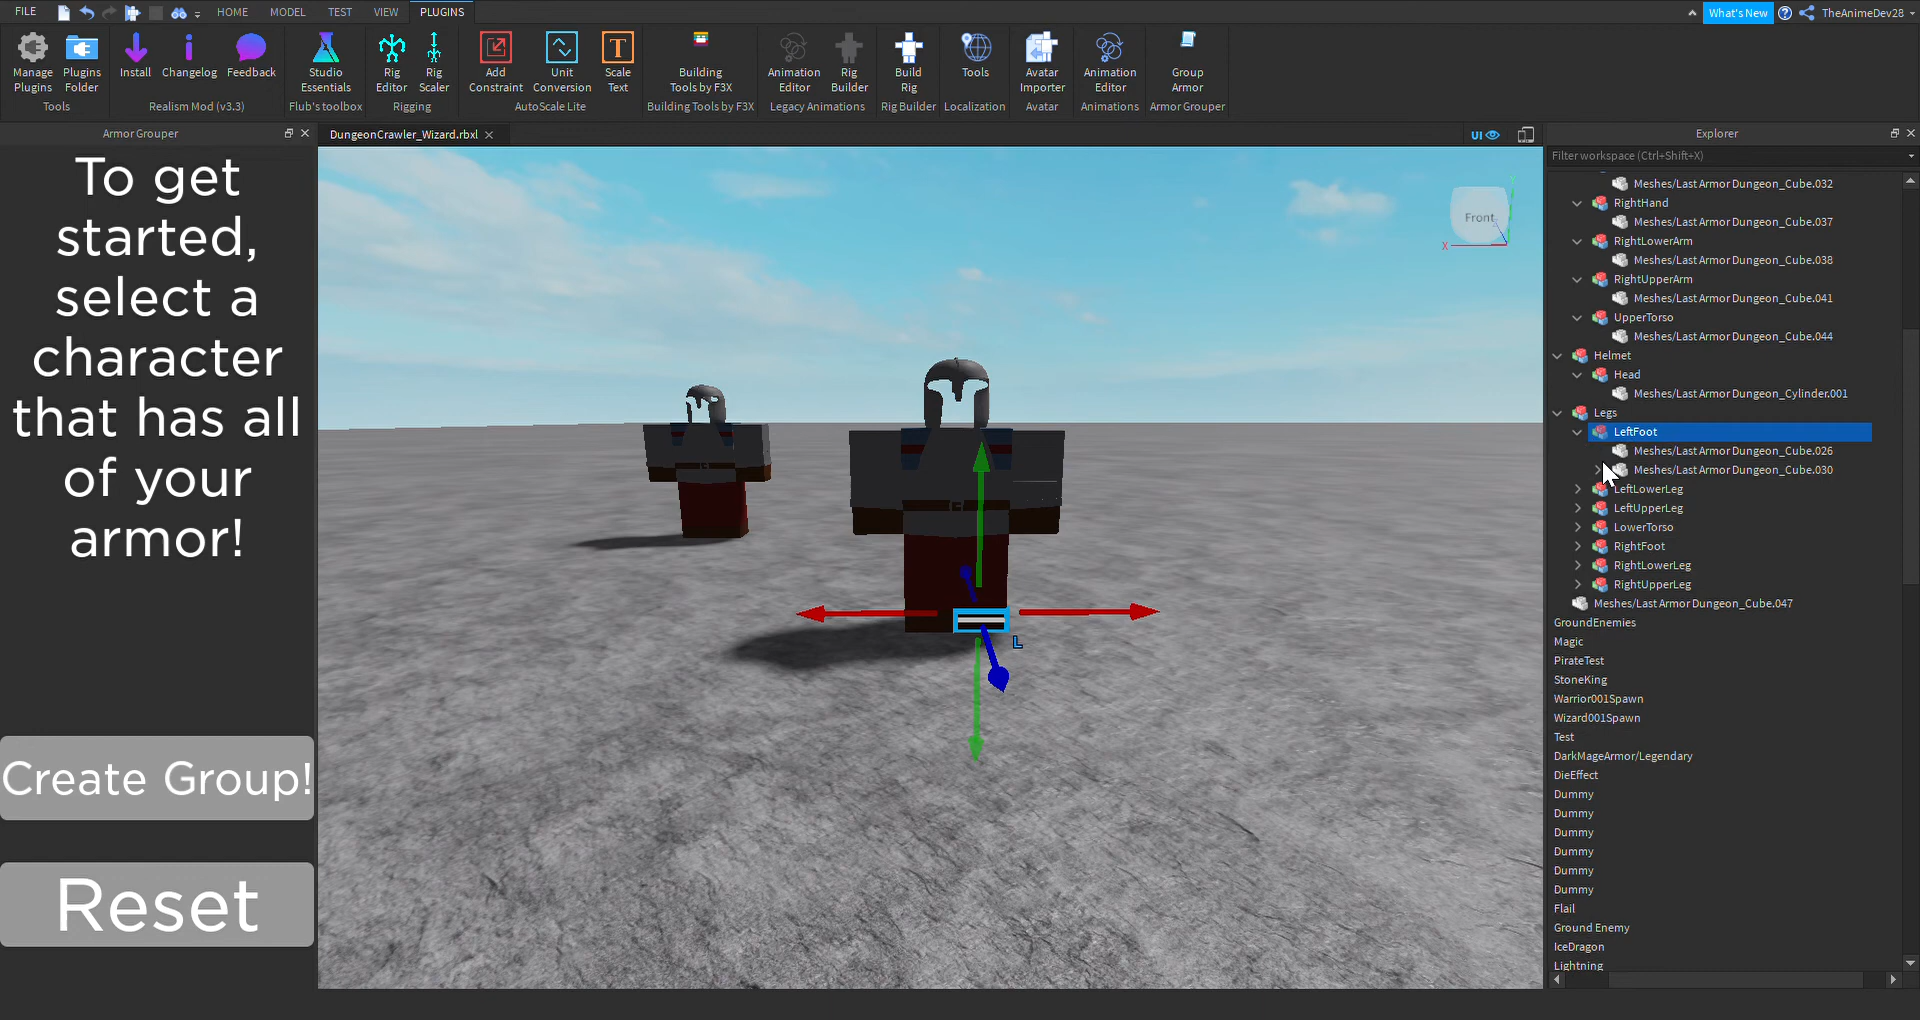 FILE
HOME
MODEL
TEST
VIEW
PLUGINS
What's New
TheAnimeDev28
Manage
Plugins
Plugins
Folder
Tools
Install
Changelog
Feedback
Realism Mod (v3.3)
Studio
Essentials
Flub's toolbox
Rig
Editor
Rig
Scaler
Rigging
Add
Constraint
Unit
Conversion
Scale
Text
AutoScale Lite
Building
Tools by F3X
Building Tools by F3X
Animation
Editor
Rig
Builder
Legacy Animations
Build
Rig
Rig Builder
Tools
Localization
Avatar
Importer
Avatar
Animation
Editor
Animations
Group
Armor
Armor Grouper
Armor Grouper
To get
started,
select a
character
that has all
of your
armor!
Create Group!
Reset
DungeonCrawler_Wizard.rbxl
UI
Front
X
L
Explorer
Filter workspace (Ctrl+Shift+X)
Meshes/Last Armor Dungeon_Cube.032
RightHand
Meshes/Last Armor Dungeon_Cube.037
RightLowerArm
Meshes/Last Armor Dungeon_Cube.038
RightUpperArm
Meshes/Last Armor Dungeon_Cube.041
UpperTorso
Meshes/Last Armor Dungeon_Cube.044
Helmet
Head
Meshes/Last Armor Dungeon_Cylinder.001
Legs
LeftFoot
Meshes/Last Armor Dungeon_Cube.026
Meshes/Last Armor Dungeon_Cube.030
LeftLowerLeg
LeftUpperLeg
LowerTorso
RightFoot
RightLowerLeg
RightUpperLeg
Meshes/Last Armor Dungeon_Cube.047
GroundEnemies
Magic
PirateTest
StoneKing
Warrior001Spawn
Wizard001Spawn
Test
DarkMageArmor/Legendary
DieEffect
Dummy
Dummy
Dummy
Dummy
Dummy
Dummy
Flail
Ground Enemy
IceDragon
Lightning